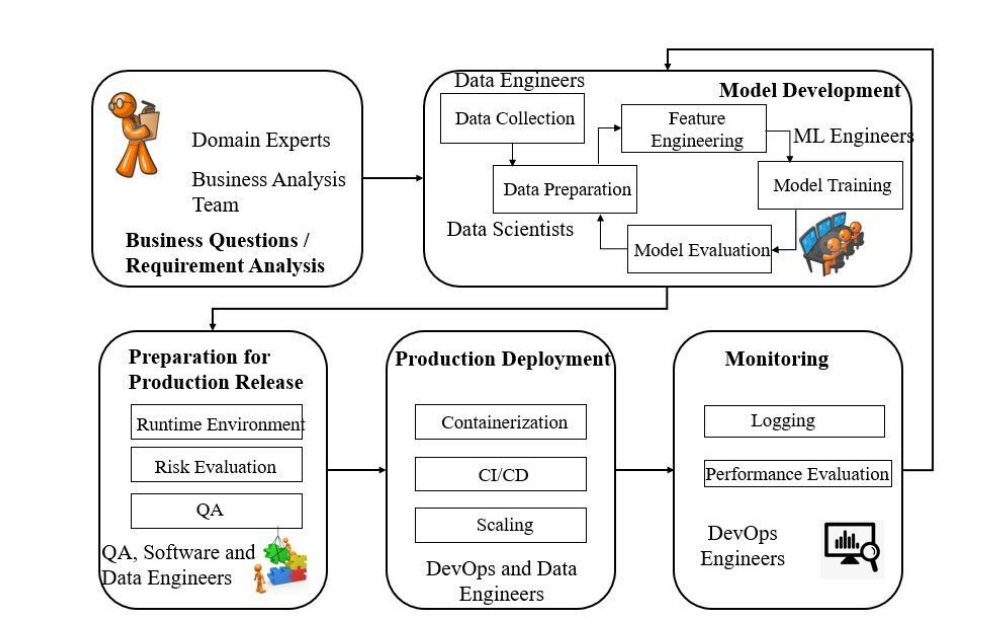 Domain Experts
Business Analysis
Team
Business Questions /
Requirement Analysis
Data Engineers
Model Development
Data Collection
Feature
Engineering
ML Engineers
Data Preparation
Model Training
Data Scientists
Model Evaluation
Preparation for
Production Release
Runtime Environment
Risk Evaluation
QA
QA, Software and
Data Engineers
Production Deployment
Containerization
CI/CD
Scaling
DevOps and Data
Engineers
Monitoring
Logging
Performance Evaluation
DevOps
Engineers